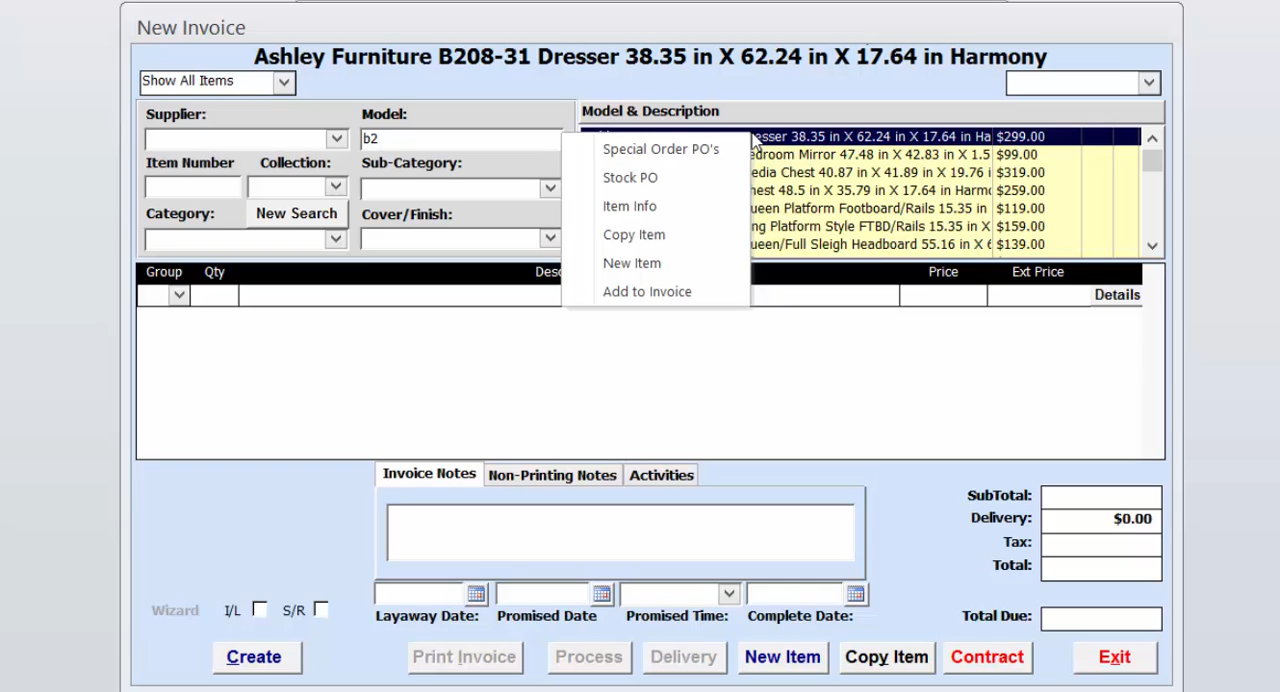 New Invoice
Ashley Furniture B208-31 Dresser 38.35 in X 62.24 in X 17.64 in Harmony
Show All Items
Supplier:
Model:
Model & Description
b2
esser 38.35 in X 62.24 in X 17.64 in Ha $299.00
edroom Mirror 47.48 in X 42.83 in X 1.5 $99.00
edia Chest 40.87 in X 41.89 in X 19.76 i $319.00
hest 48.5 in X 35.79 in X 17.64 in Harmo $259.00
ueen Platform Footboard/Rails 15.35 in $119.00
ng Platform Style FTBD/Rails 15.35 in X $159.00
ueen/Full Sleigh Headboard 55.16 in X 6 $139.00
Item Number
Collection:
Sub-Category:
Category:
New Search
Cover/Finish:
Special Order PO's
Stock PO
Item Info
Copy Item
New Item
Add to Invoice
Group Qty Desc Price Ext Price
Details
Invoice Notes Non-Printing Notes Activities
SubTotal:
Delivery: $0.00
Tax:
Total:
Layaway Date: Promised Date Promised Time: Complete Date:
Total Due:
Wizard I/L S/R
Create Print Invoice Process Delivery New Item Copy Item Contract Exit